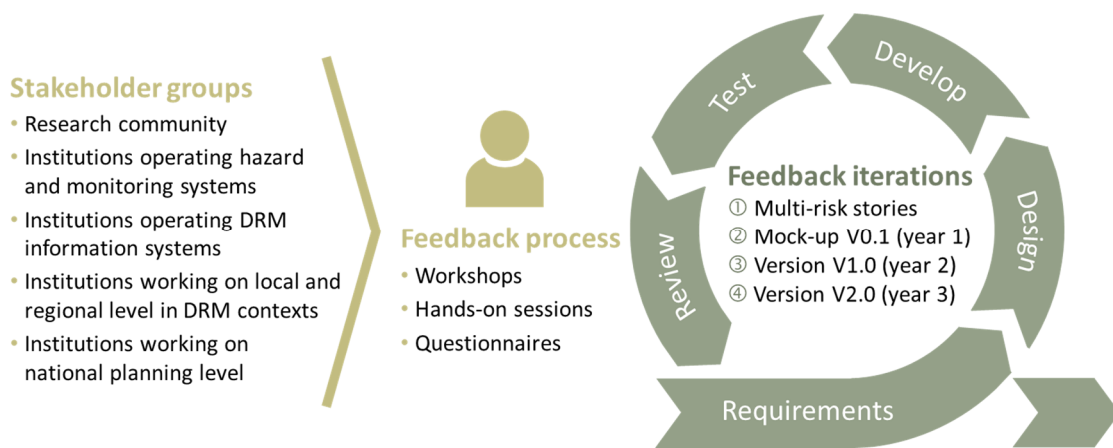 Stakeholder groups
• Research community
• Institutions operating hazard
and monitoring systems
• Institutions operating DRM
information systems
• Institutions working on local and
regional level in DRM contexts
• Institutions working on
national planning level
Feedback process
• Workshops
• Hands-on sessions
• Questionnaires
Requirements
Design
Develop
Test
Review
Feedback iterations
① Multi-risk stories
② Mock-up V0.1 (year 1)
③ Version V1.0 (year 2)
④ Version V2.0 (year 3)